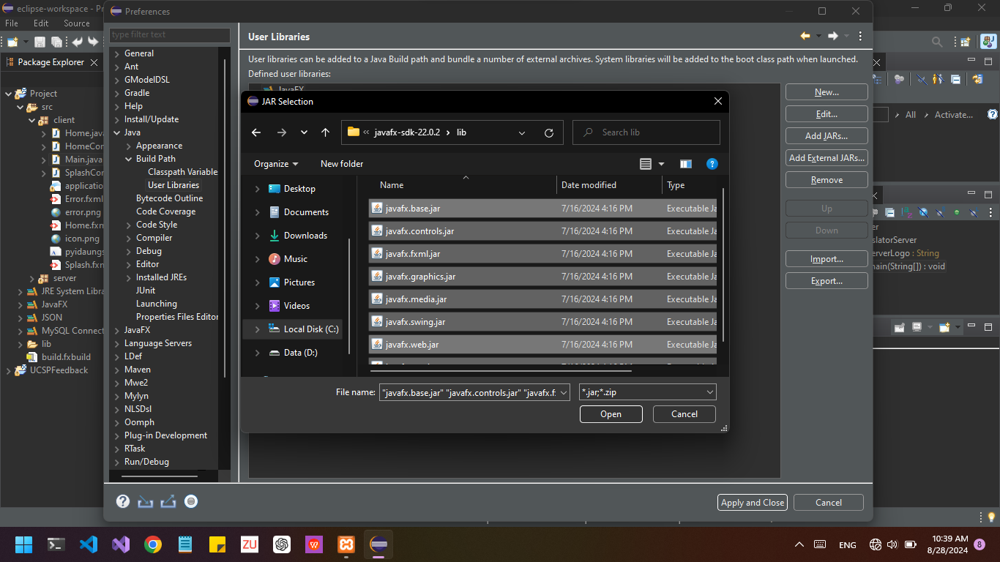 eclipse-workspace - Pr
File Edit Source
Package Explorer
Project
src
client
Home.java
HomeCon
Main.java
SplashCon
applicatio
Error.fxml
error.png
Home.fxm
icon.png
pyidaungs
Splash.fxm
server
JRE System Libra
JavaFX
JSON
MySQL Connect
lib
build.fxbuild
UCSPFeedback
Preferences
type filter text
General
Ant
GModelDSL
Gradle
Help
Install/Update
Java
Appearance
Build Path
Classpath Variable
User Libraries
Bytecode Outline
Code Coverage
Code Style
Compiler
Debug
Editor
Installed JREs
JUnit
Launching
Properties Files Editor
JavaFX
Language Servers
LDef
Maven
Mwe2
Mylyn
NLSDsl
Oomph
Plug-in Development
RTask
Run/Debug
User Libraries
User libraries can be added to a Java Build path and bundle a number of external archives. System libraries will be added to the boot class path when launched.
Defined user libraries:
JavaFX
New...
Edit...
Add JARs...
Add External JARs...
Remove
Up
Down
Import...
Export...
Apply and Close Cancel
JAR Selection
« javafx-sdk-22.0.2 › lib
Search lib
Organize New folder
Desktop
Documents
Downloads
Music
Pictures
Videos
Local Disk (C:)
Data (D:)
Name Date modified Type
javafx.base.jar 7/16/2024 4:16 PM Executable Ja
javafx.controls.jar 7/16/2024 4:16 PM Executable Ja
javafx.fxml.jar 7/16/2024 4:16 PM Executable Ja
javafx.graphics.jar 7/16/2024 4:16 PM Executable Ja
javafx.media.jar 7/16/2024 4:16 PM Executable Ja
javafx.swing.jar 7/16/2024 4:16 PM Executable Ja
javafx.web.jar 7/16/2024 4:16 PM Executable Ja
File name: "javafx.base.jar" "javafx.controls.jar" "javafx.f *.jar;*.zip
Open Cancel
All Activate...
er
slatorServer
erverLogo : String
main(String[]) : void
ZU
W
ENG
10:39 AM
8/28/2024
8